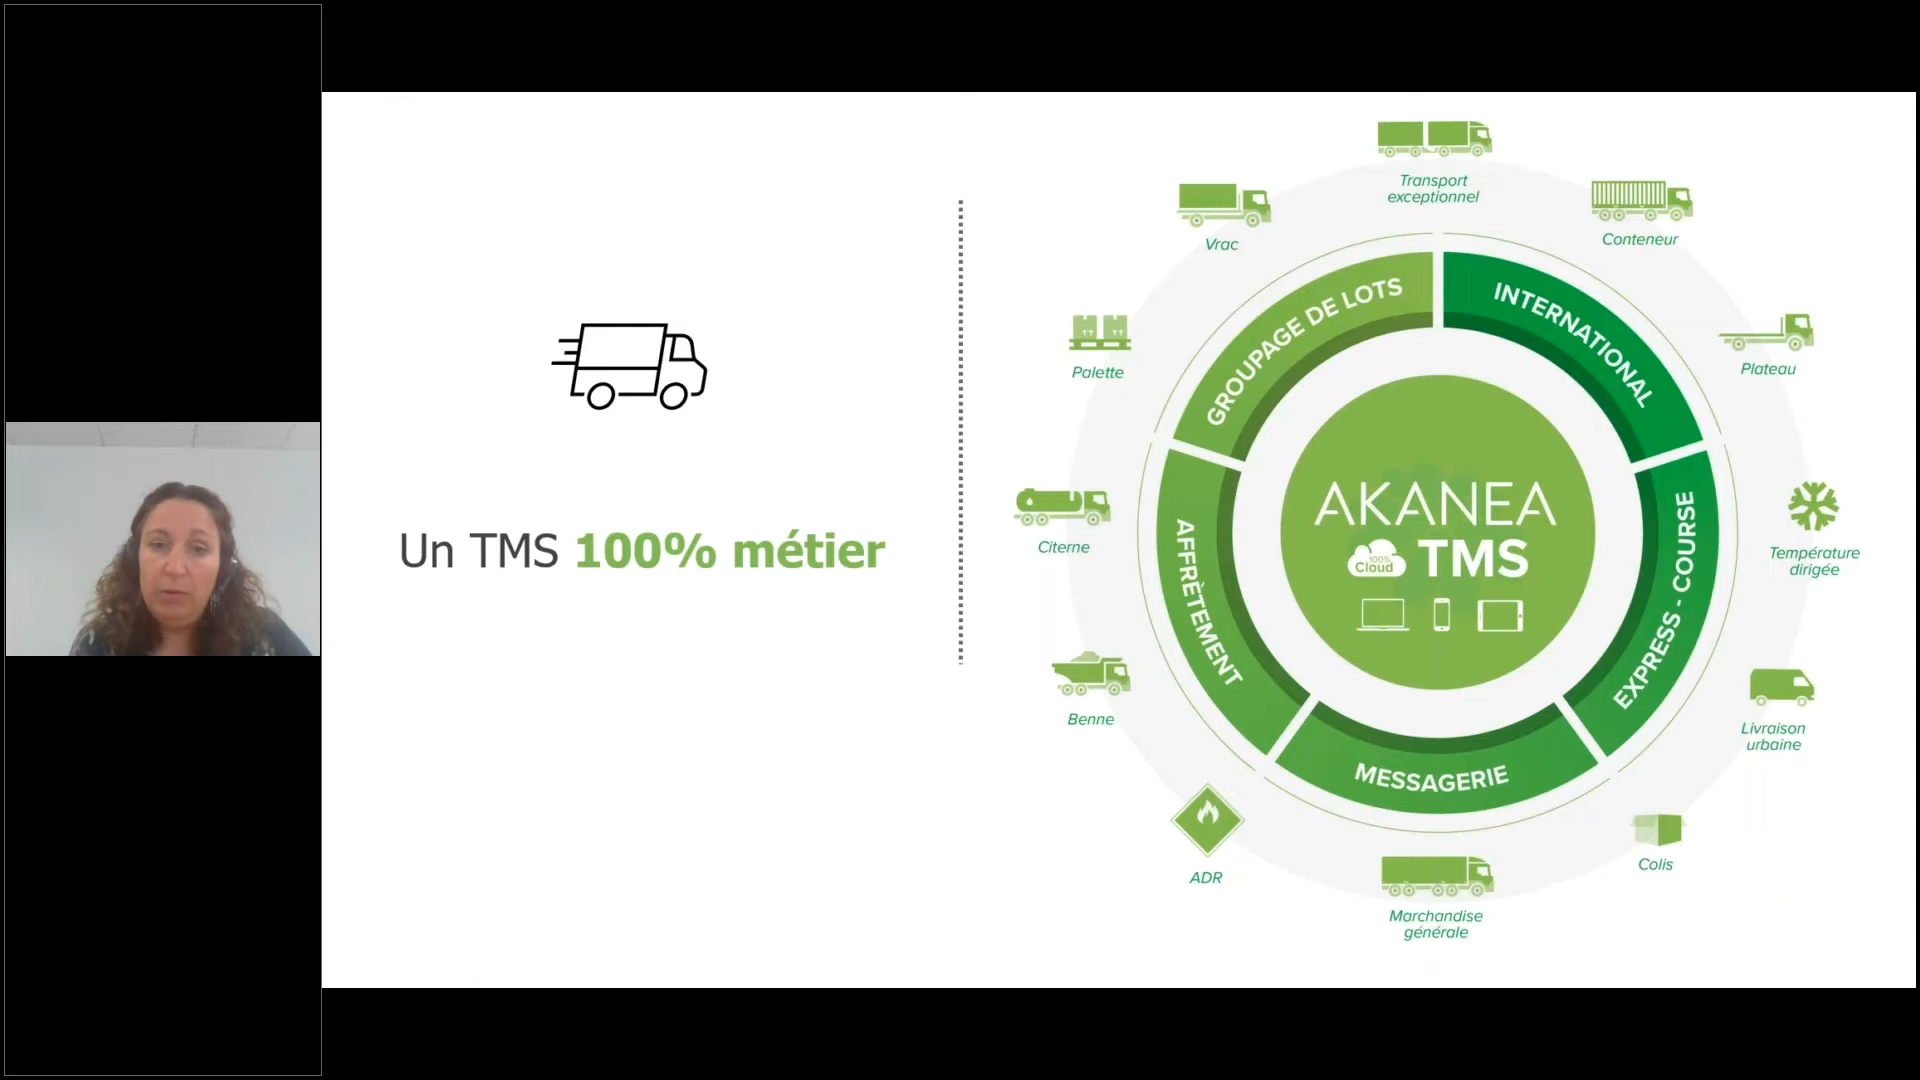 Un TMS 100% métier
Transport
exceptionnel
Vrac
Conteneur
Palette
Plateau
Citerne
Température
dirigée
Benne
Livraison
urbaine
ADR
Colis
Marchandise
générale
GROUPAGE DE LOTS
INTERNATIONAL
AFFRÈTEMENT
EXPRESS - COURSE
MESSAGERIE
AKANEA
100%
Cloud
TMS